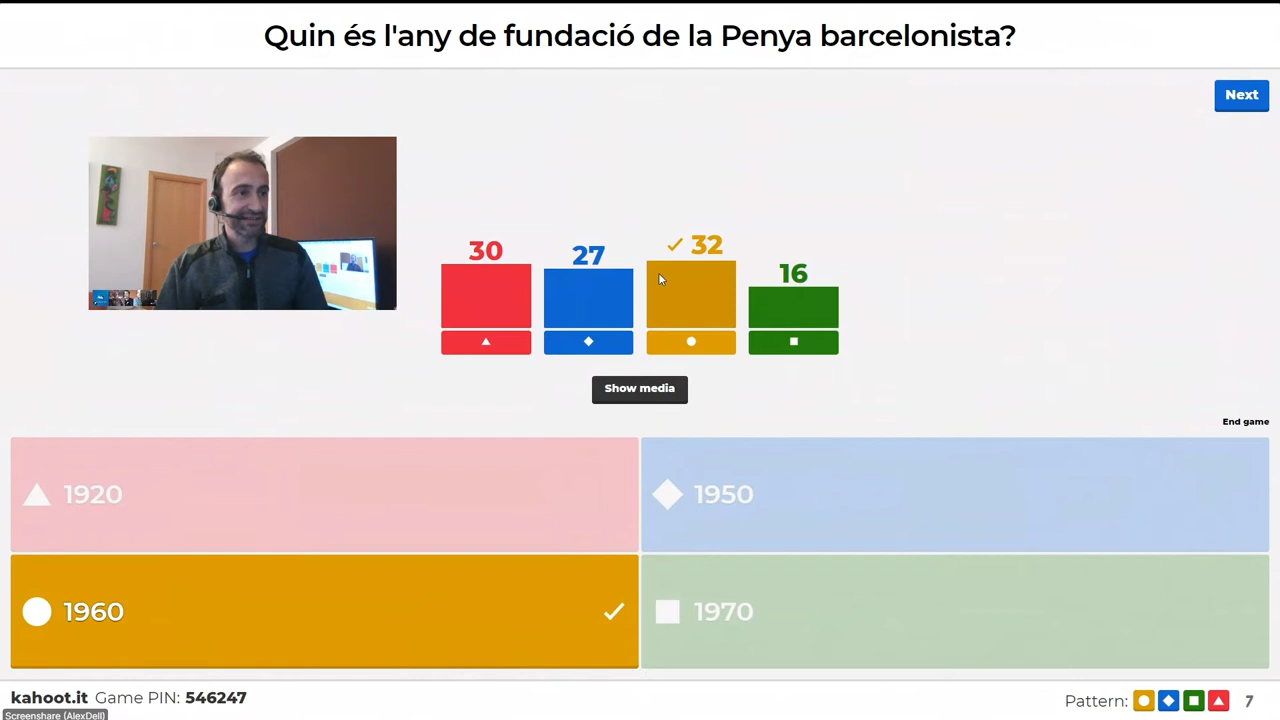 Quin és l'any de fundació de la Penya barcelonista?
Next
30
27
32
16
Show media
End game
1920
1950
1960
1970
kahoot.it Game PIN: 546247
Pattern:
7
Screenshare (AlexDell)